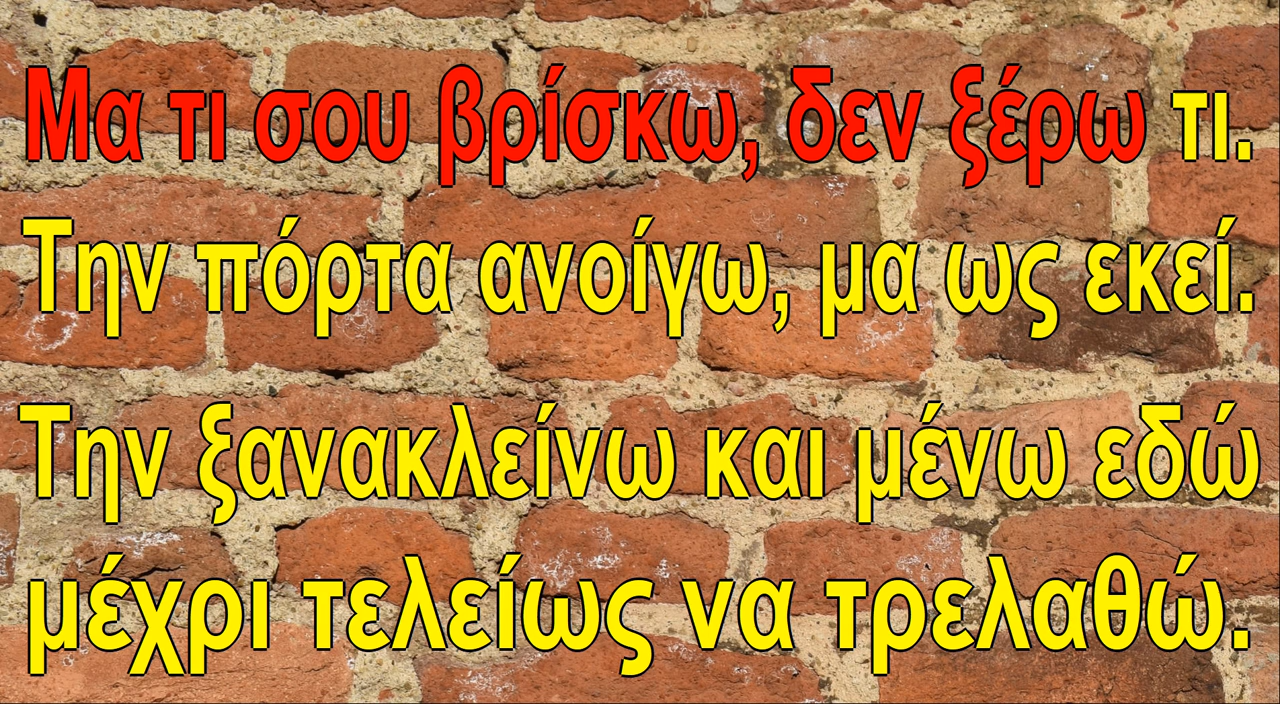 Μα τι σου βρίσκω, δεν ξέρω τι.
Την πόρτα ανοίγω, μα ως εκεί.
Την ξανακλείνω και μένω εδώ
μέχρι τελείως να τρελαθώ.